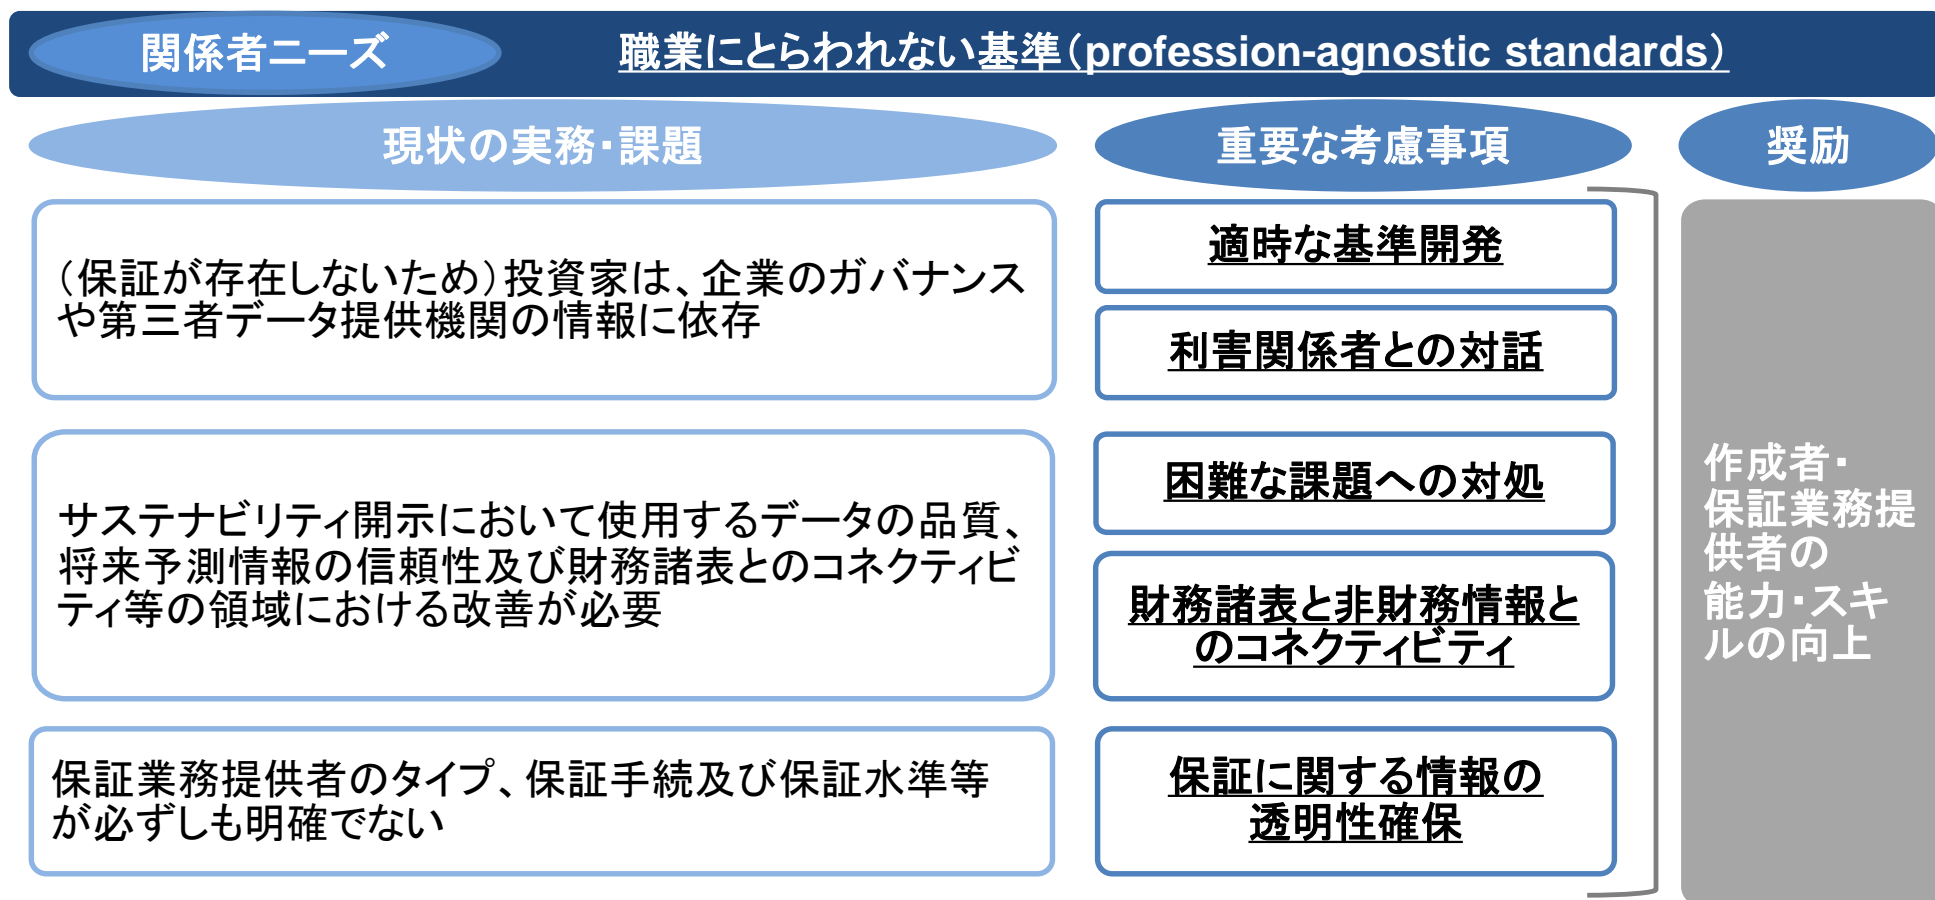 関係者ニーズ
職業にとらわれない基準（profession-agnostic standards）
現状の実務・課題
重要な考慮事項
奨励
（保証が存在しないため）投資家は、企業のガバナンス
や第三者データ提供機関の情報に依存
適時な基準開発
利害関係者との対話
サステナビリティ開示において使用するデータの品質、
将来予測情報の信頼性及び財務諸表とのコネクティビ
ティ等の領域における改善が必要
困難な課題への対処
財務諸表と非財務情報と
のコネクティビティ
保証業務提供者のタイプ、保証手続及び保証水準等
が必ずしも明確でない
保証に関する情報の
透明性確保
作成者・
保証業務提
供者の
能力・スキ
ルの向上